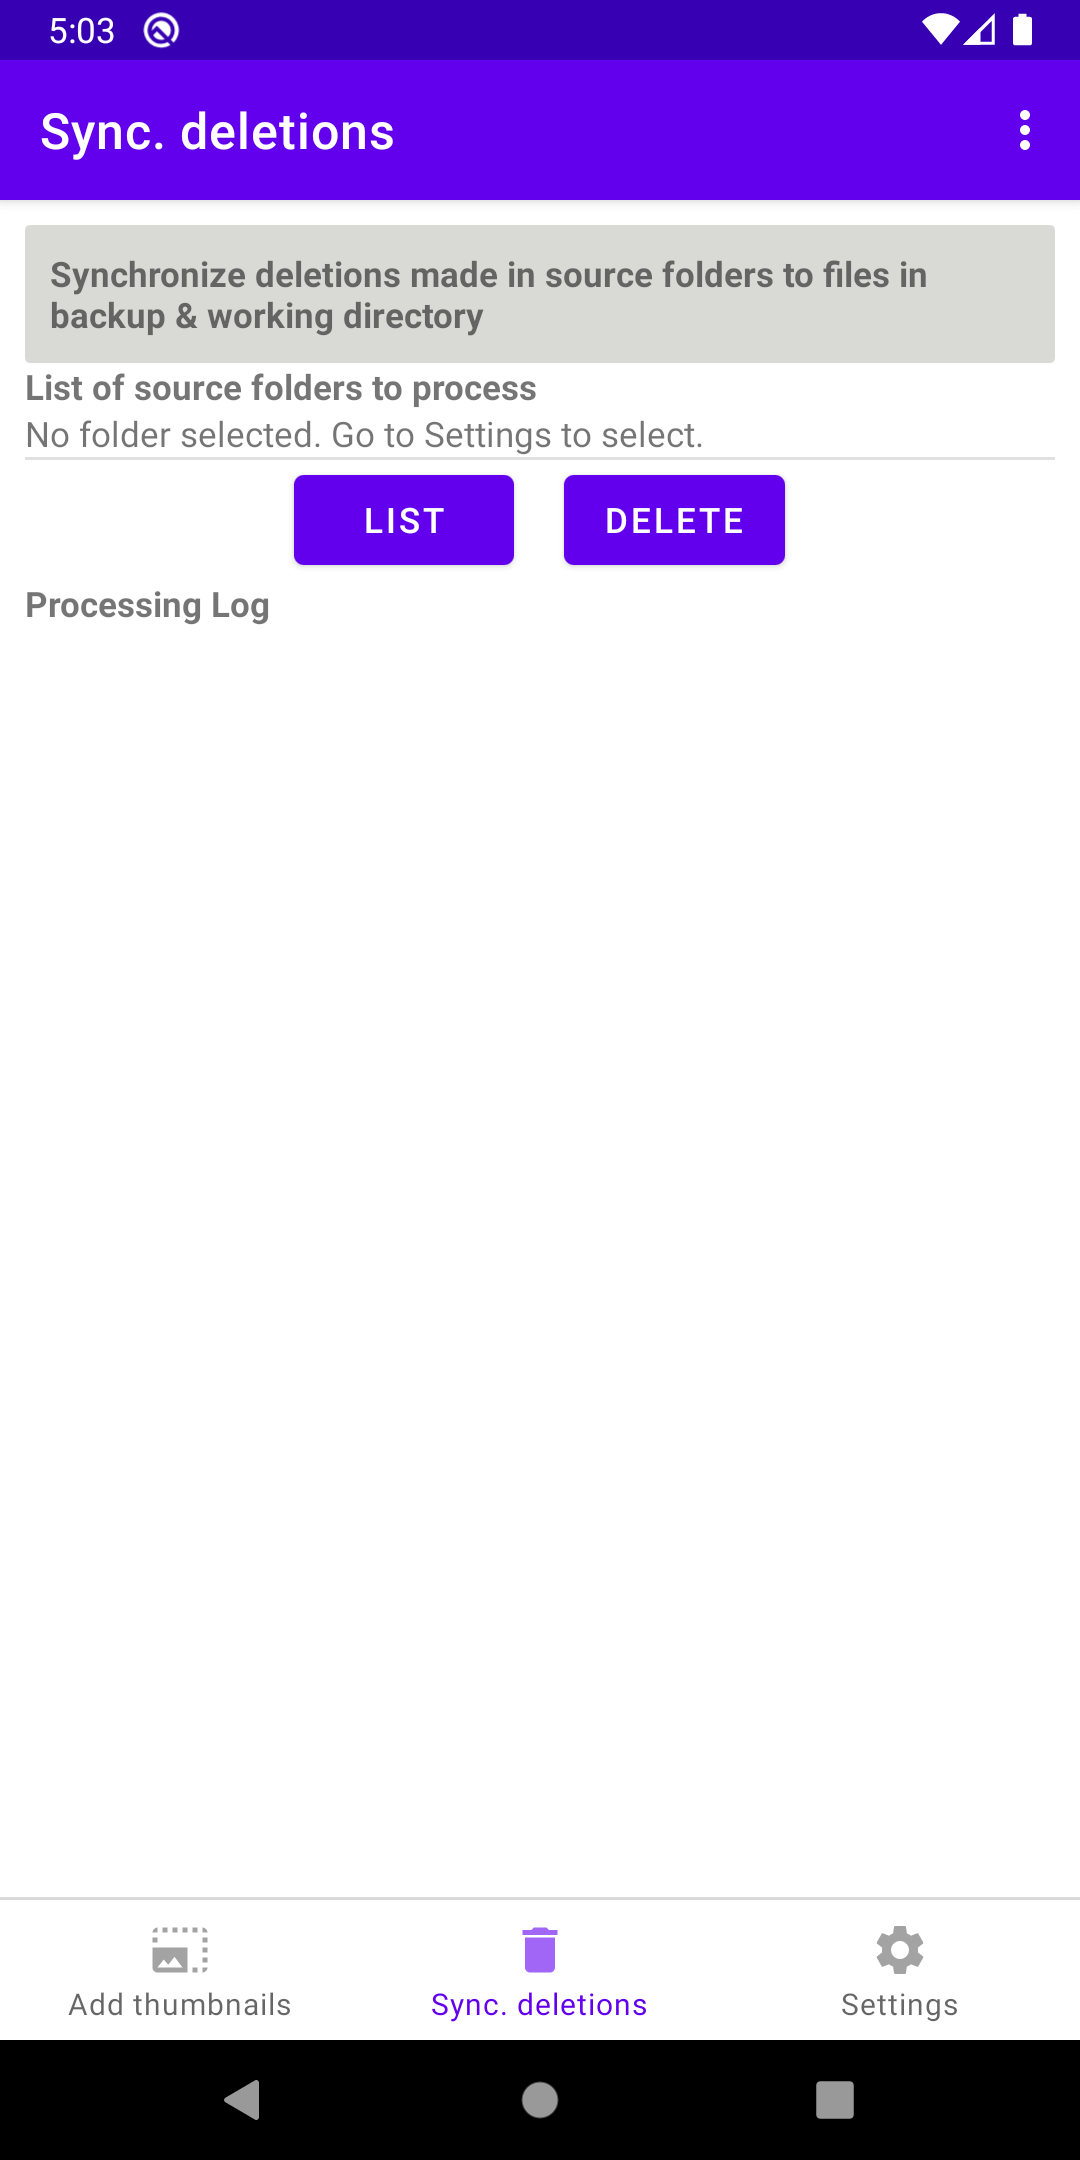 5:03
Sync. deletions
Synchronize deletions made in source folders to files in
backup & working directory
List of source folders to process
No folder selected. Go to Settings to select.
LIST
DELETE
Processing Log
Add thumbnails
Sync. deletions
Settings